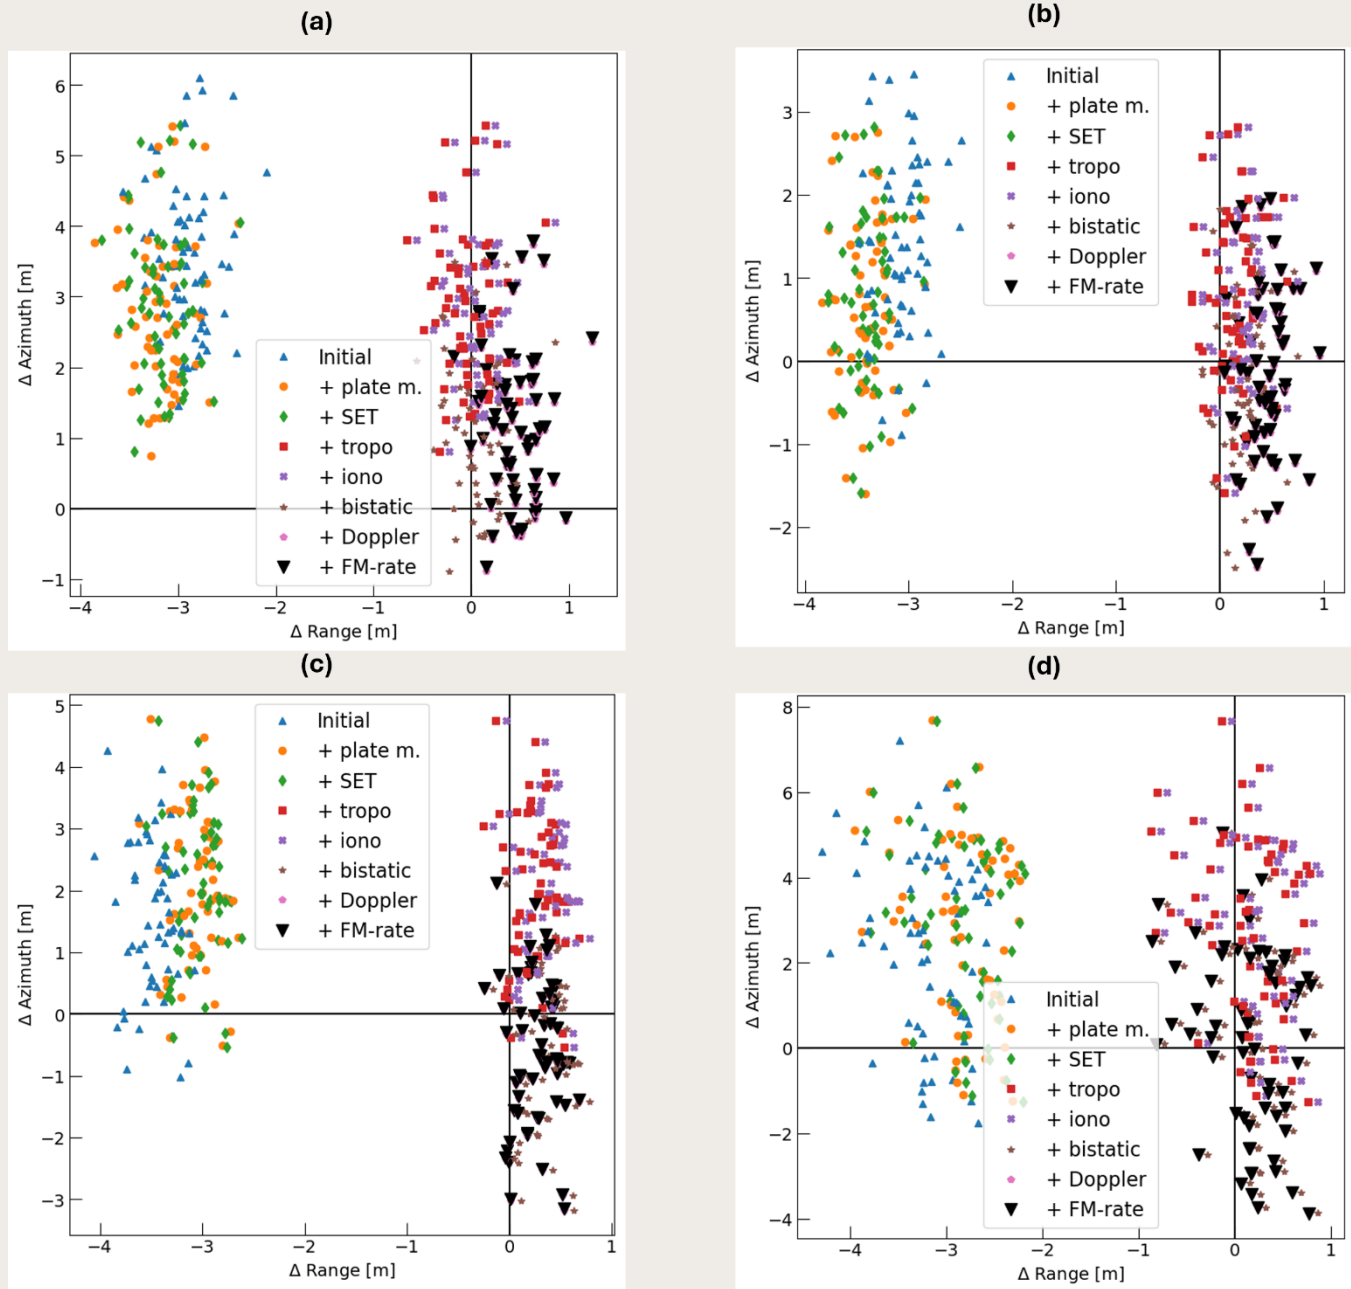 (a)
6
5
4
3
2
1
0
−1
Δ Azimuth [m]
Initial
+ plate m.
+ SET
+ tropo
+ iono
+ bistatic
+ Doppler
+ FM-rate
−4 −3 −2 −1 0 1
Δ Range [m]
(b)
3
2
1
0
−1
−2
Δ Azimuth [m]
Initial
+ plate m.
+ SET
+ tropo
+ iono
+ bistatic
+ Doppler
+ FM-rate
−4 −3 −2 −1 0 1
Δ Range [m]
(c)
5
4
3
2
1
0
−1
−2
−3
Δ Azimuth [m]
Initial
+ plate m.
+ SET
+ tropo
+ iono
+ bistatic
+ Doppler
+ FM-rate
−4 −3 −2 −1 0 1
Δ Range [m]
(d)
8
6
4
2
0
−2
−4
Δ Azimuth [m]
Initial
+ plate m.
+ SET
+ tropo
+ iono
+ bistatic
+ Doppler
+ FM-rate
−4 −3 −2 −1 0 1
Δ Range [m]